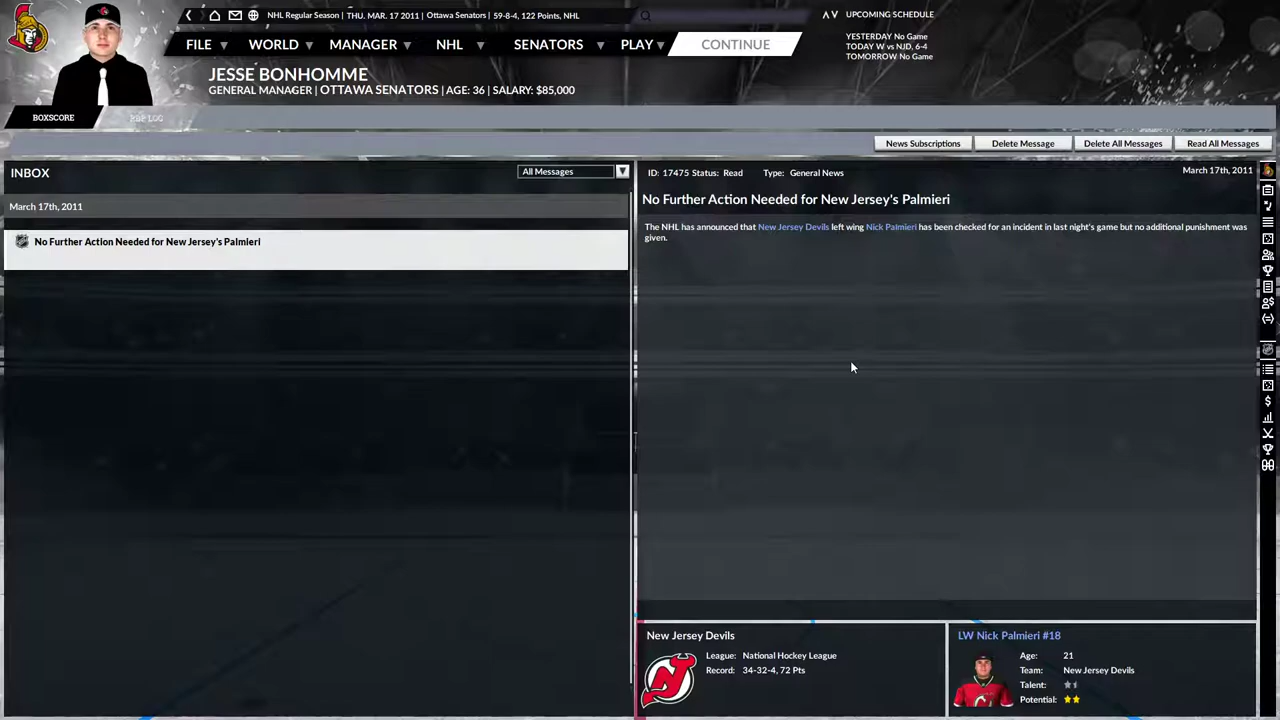 NHL Regular Season | THU. MAR. 17 2011 | Ottawa Senators | 59-8-4, 122 Points, NHL
FILE WORLD MANAGER NHL SENATORS PLAY CONTINUE
UPCOMING SCHEDULE
YESTERDAY No Game
TODAY W vs NJD, 6-4
TOMORROW No Game
JESSE BONHOMME
GENERAL MANAGER | OTTAWA SENATORS | AGE: 36 | SALARY: $85,000
BOXSCORE
LOG
News Subscriptions Delete Message Delete All Messages Read All Messages
INBOX
All Messages
March 17th, 2011
No Further Action Needed for New Jersey's Palmieri
ID: 17475 Status: Read Type: General News March 17th, 2011
No Further Action Needed for New Jersey's Palmieri
The NHL has announced that New Jersey Devils left wing Nick Palmieri has been checked for an incident in last night's game but no additional punishment was
given.
New Jersey Devils
League: National Hockey League
Record: 34-32-4, 72 Pts
LW Nick Palmieri #18
Age: 21
Team: New Jersey Devils
Talent:
Potential: